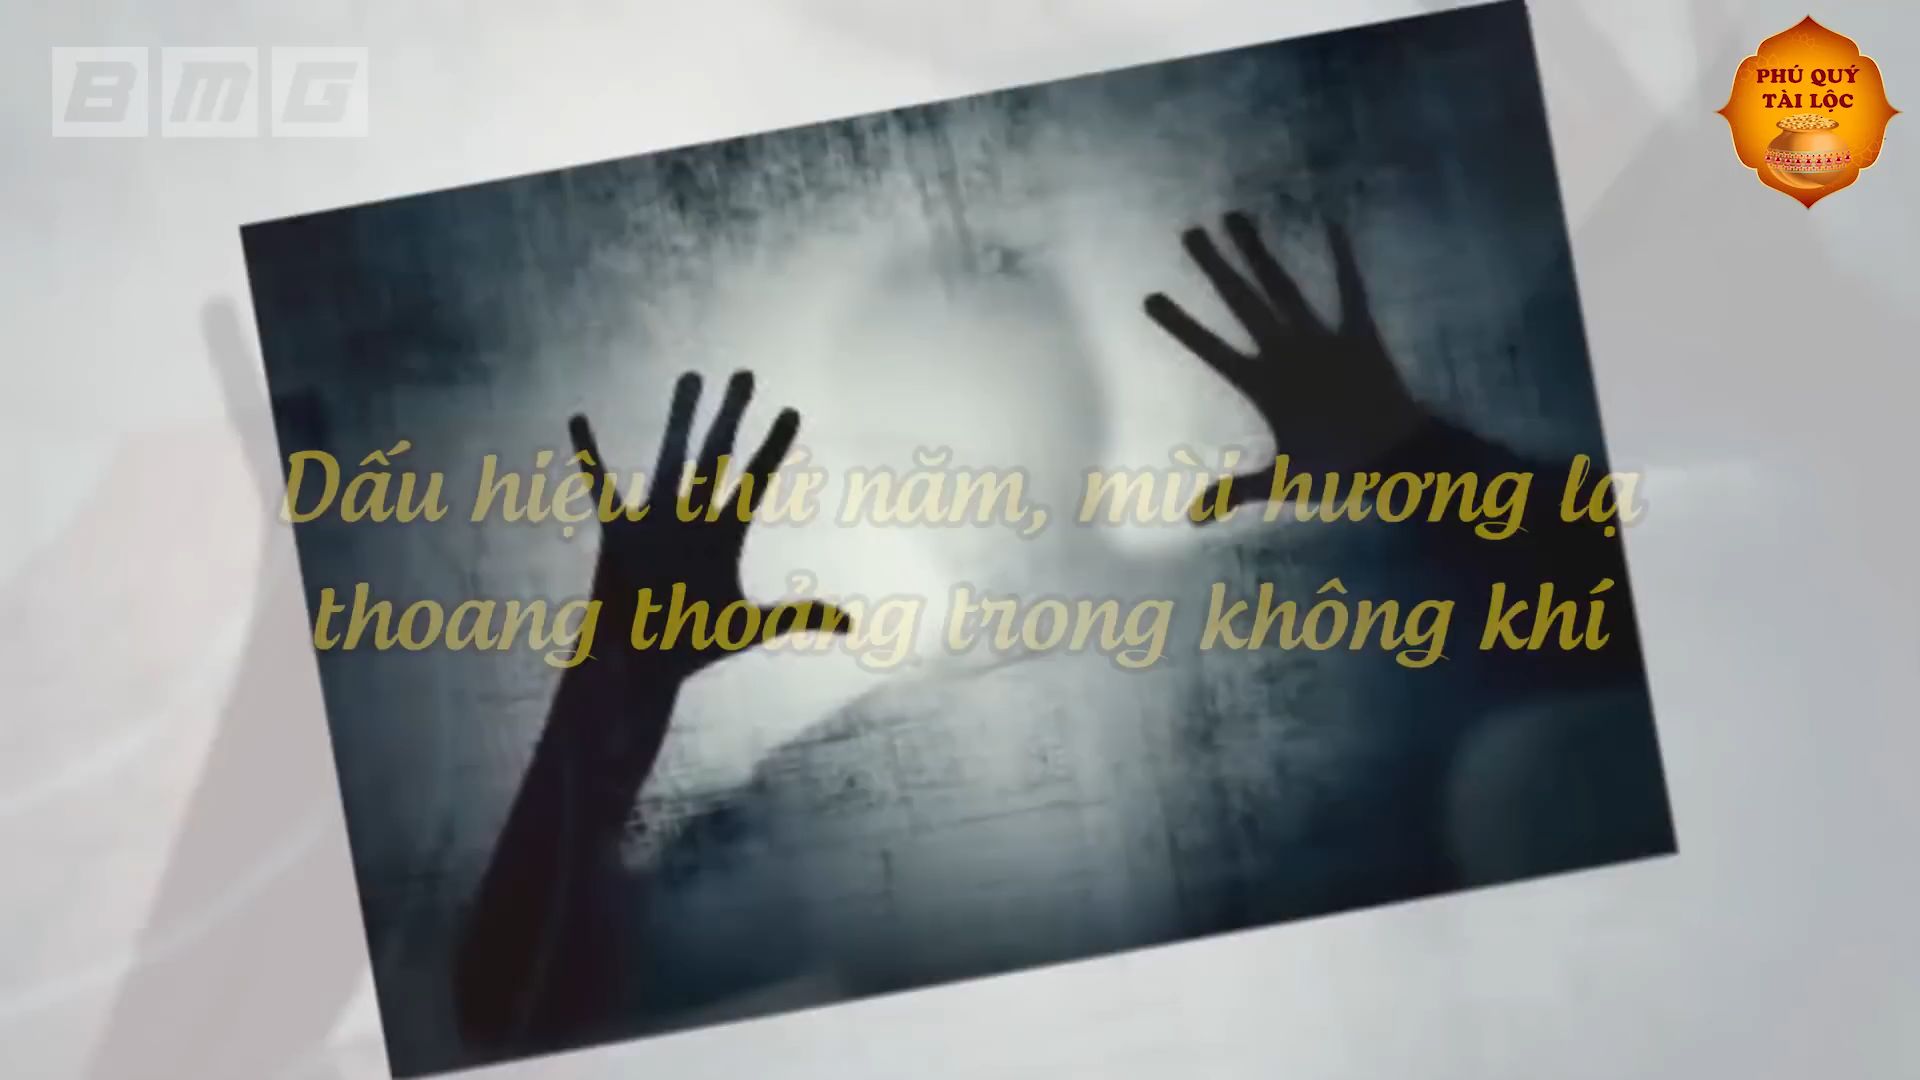 BMG
PHÚ QUÝ
TÀI LỘC
Dấu hiệu thứ năm, mùi hương lạ
thoang thoảng trong không khí